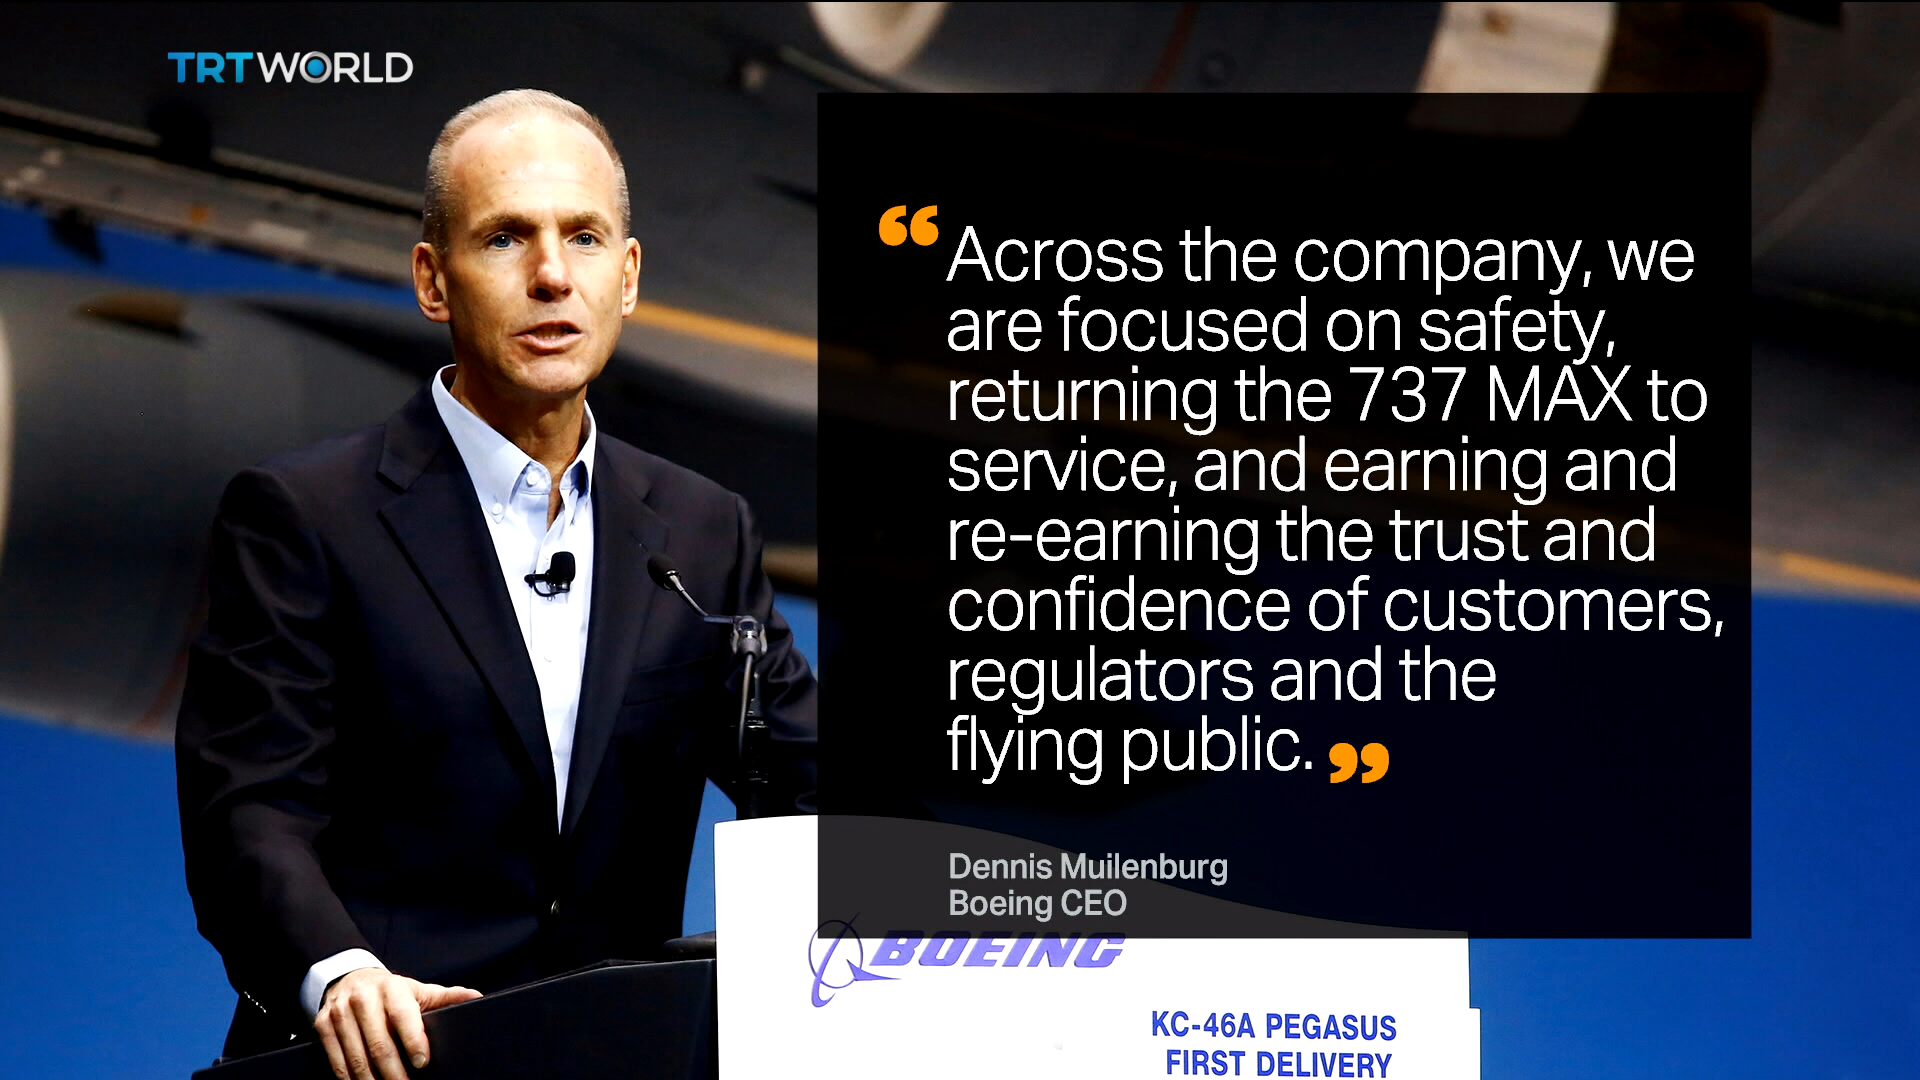 TRT WORLD
“Across the company, we
are focused on safety,
returning the 737 MAX to
service, and earning and
re-earning the trust and
confidence of customers,
regulators and the
flying public.”
Dennis Muilenburg
Boeing CEO
BOEING
KC-46A PEGASUS
FIRST DELIVERY